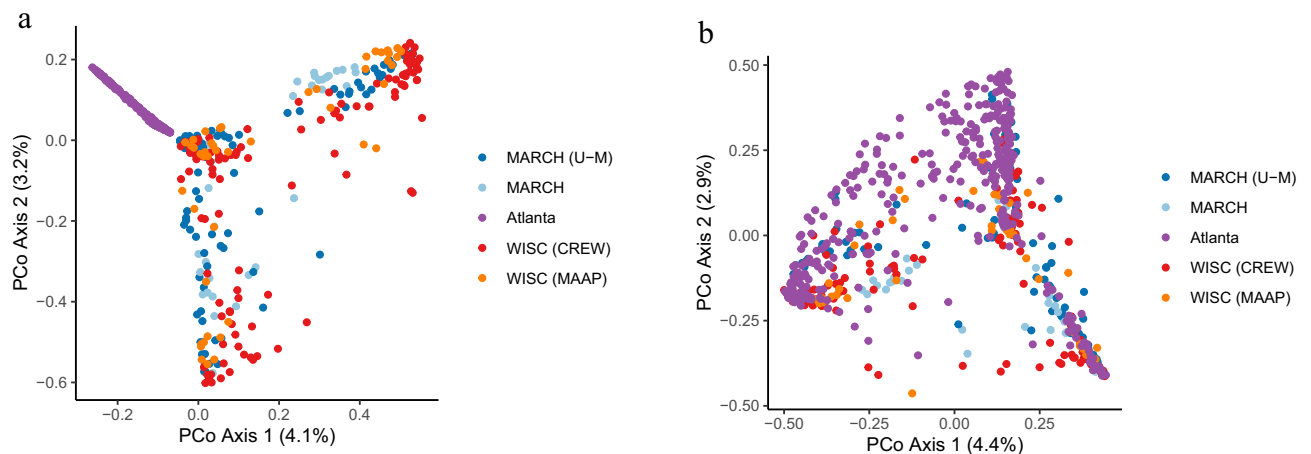 a
0.2
0.0
−0.2
−0.4
−0.6
−0.2
0.0
0.2
0.4
PCo Axis 2 (3.2%)
PCo Axis 1 (4.1%)
MARCH (U−M)
MARCH
Atlanta
WISC (CREW)
WISC (MAAP)
b
0.50
0.25
0.00
−0.25
−0.50
−0.50
−0.25
0.00
0.25
PCo Axis 2 (2.9%)
PCo Axis 1 (4.4%)
MARCH (U−M)
MARCH
Atlanta
WISC (CREW)
WISC (MAAP)